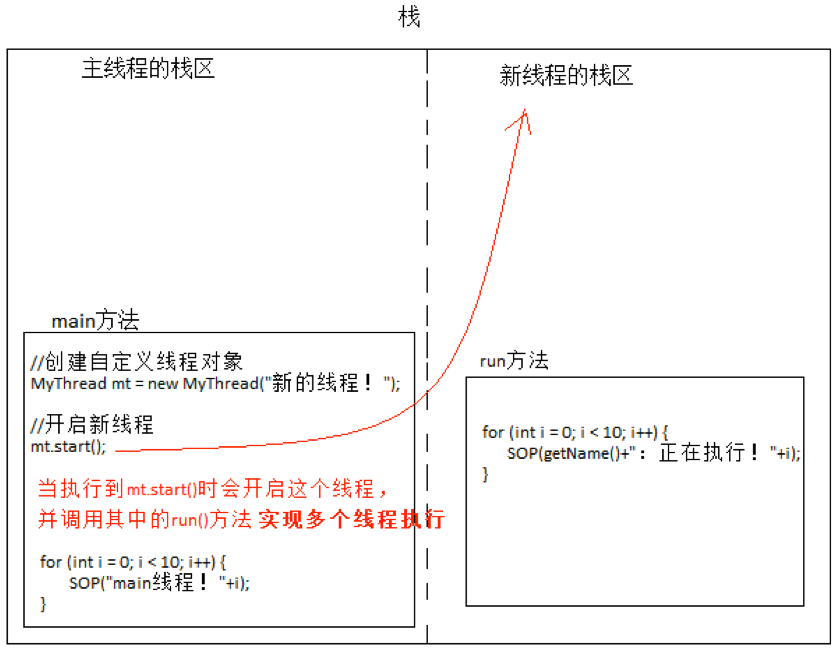 栈
主线程的栈区
新线程的栈区
main方法
//创建自定义线程对象
MyThread mt = new MyThread("新的线程！");
//开启新线程
mt.start();
当执行到mt.start()时会开启这个线程，
并调用其中的run()方法 实现多个线程执行
for (int i = 0; i < 10; i++) {
SOP("main线程！"+i);
}
run方法
for (int i = 0; i < 10; i++) {
SOP(getName()+"：正在执行！"+i);
}